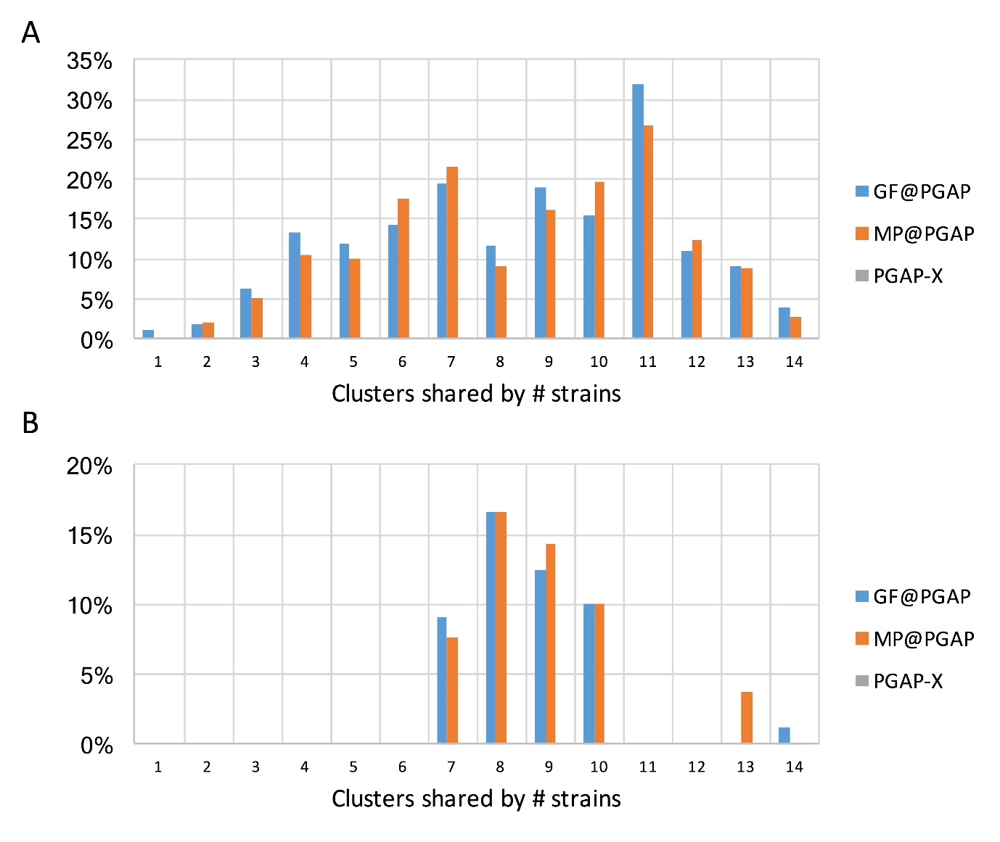 A
35%
30%
25%
20%
15%
10%
5%
0%
1 2 3 4 5 6 7 8 9 10 11 12 13 14
Clusters shared by # strains
GF@PGAP
MP@PGAP
PGAP-X
B
20%
15%
10%
5%
0%
1 2 3 4 5 6 7 8 9 10 11 12 13 14
Clusters shared by # strains
GF@PGAP
MP@PGAP
PGAP-X